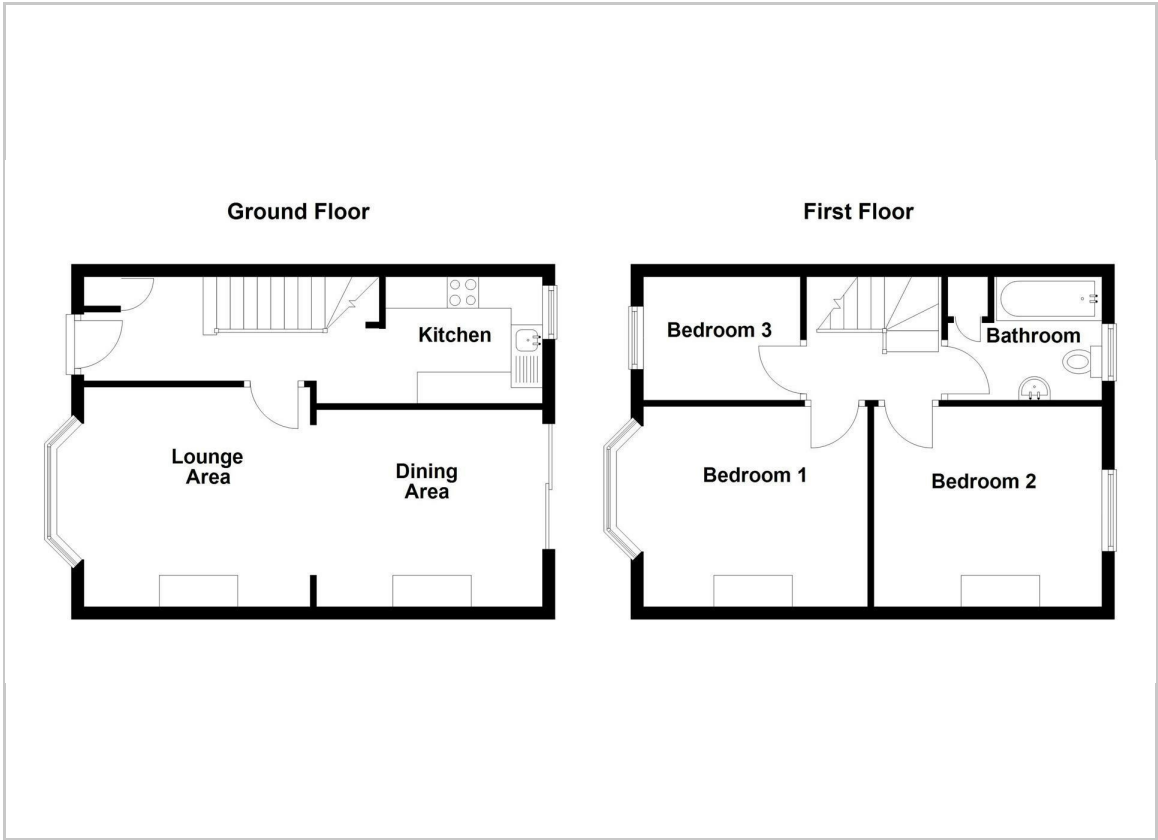 Ground Floor
Kitchen
Lounge
Area
Dining
Area
First Floor
Bedroom 3
Bathroom
Bedroom 1
Bedroom 2